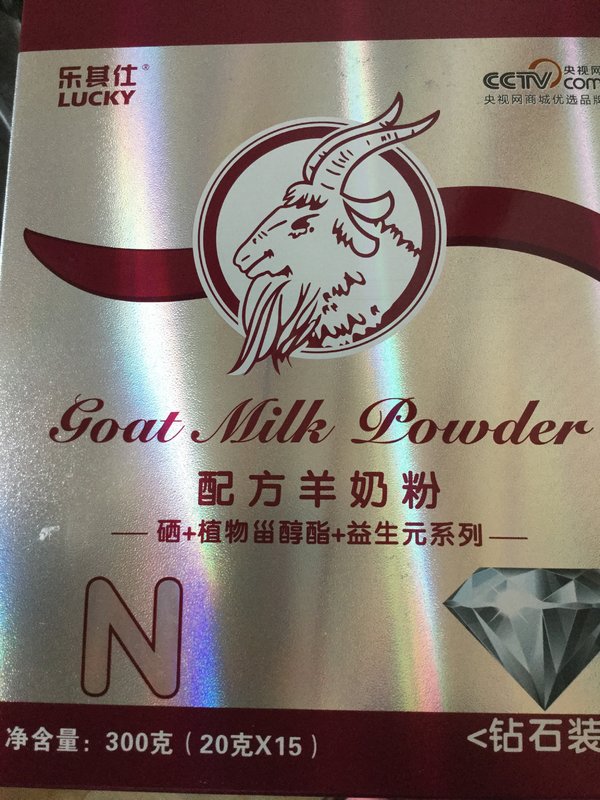 乐其仕®
LUCKY
CCTV 央视网
com
央视网商城优选品牌
Goat Milk Powder
配方羊奶粉
硒+植物甾醇酯+益生元系列
N
净含量：300克（20克X15）
<钻石装